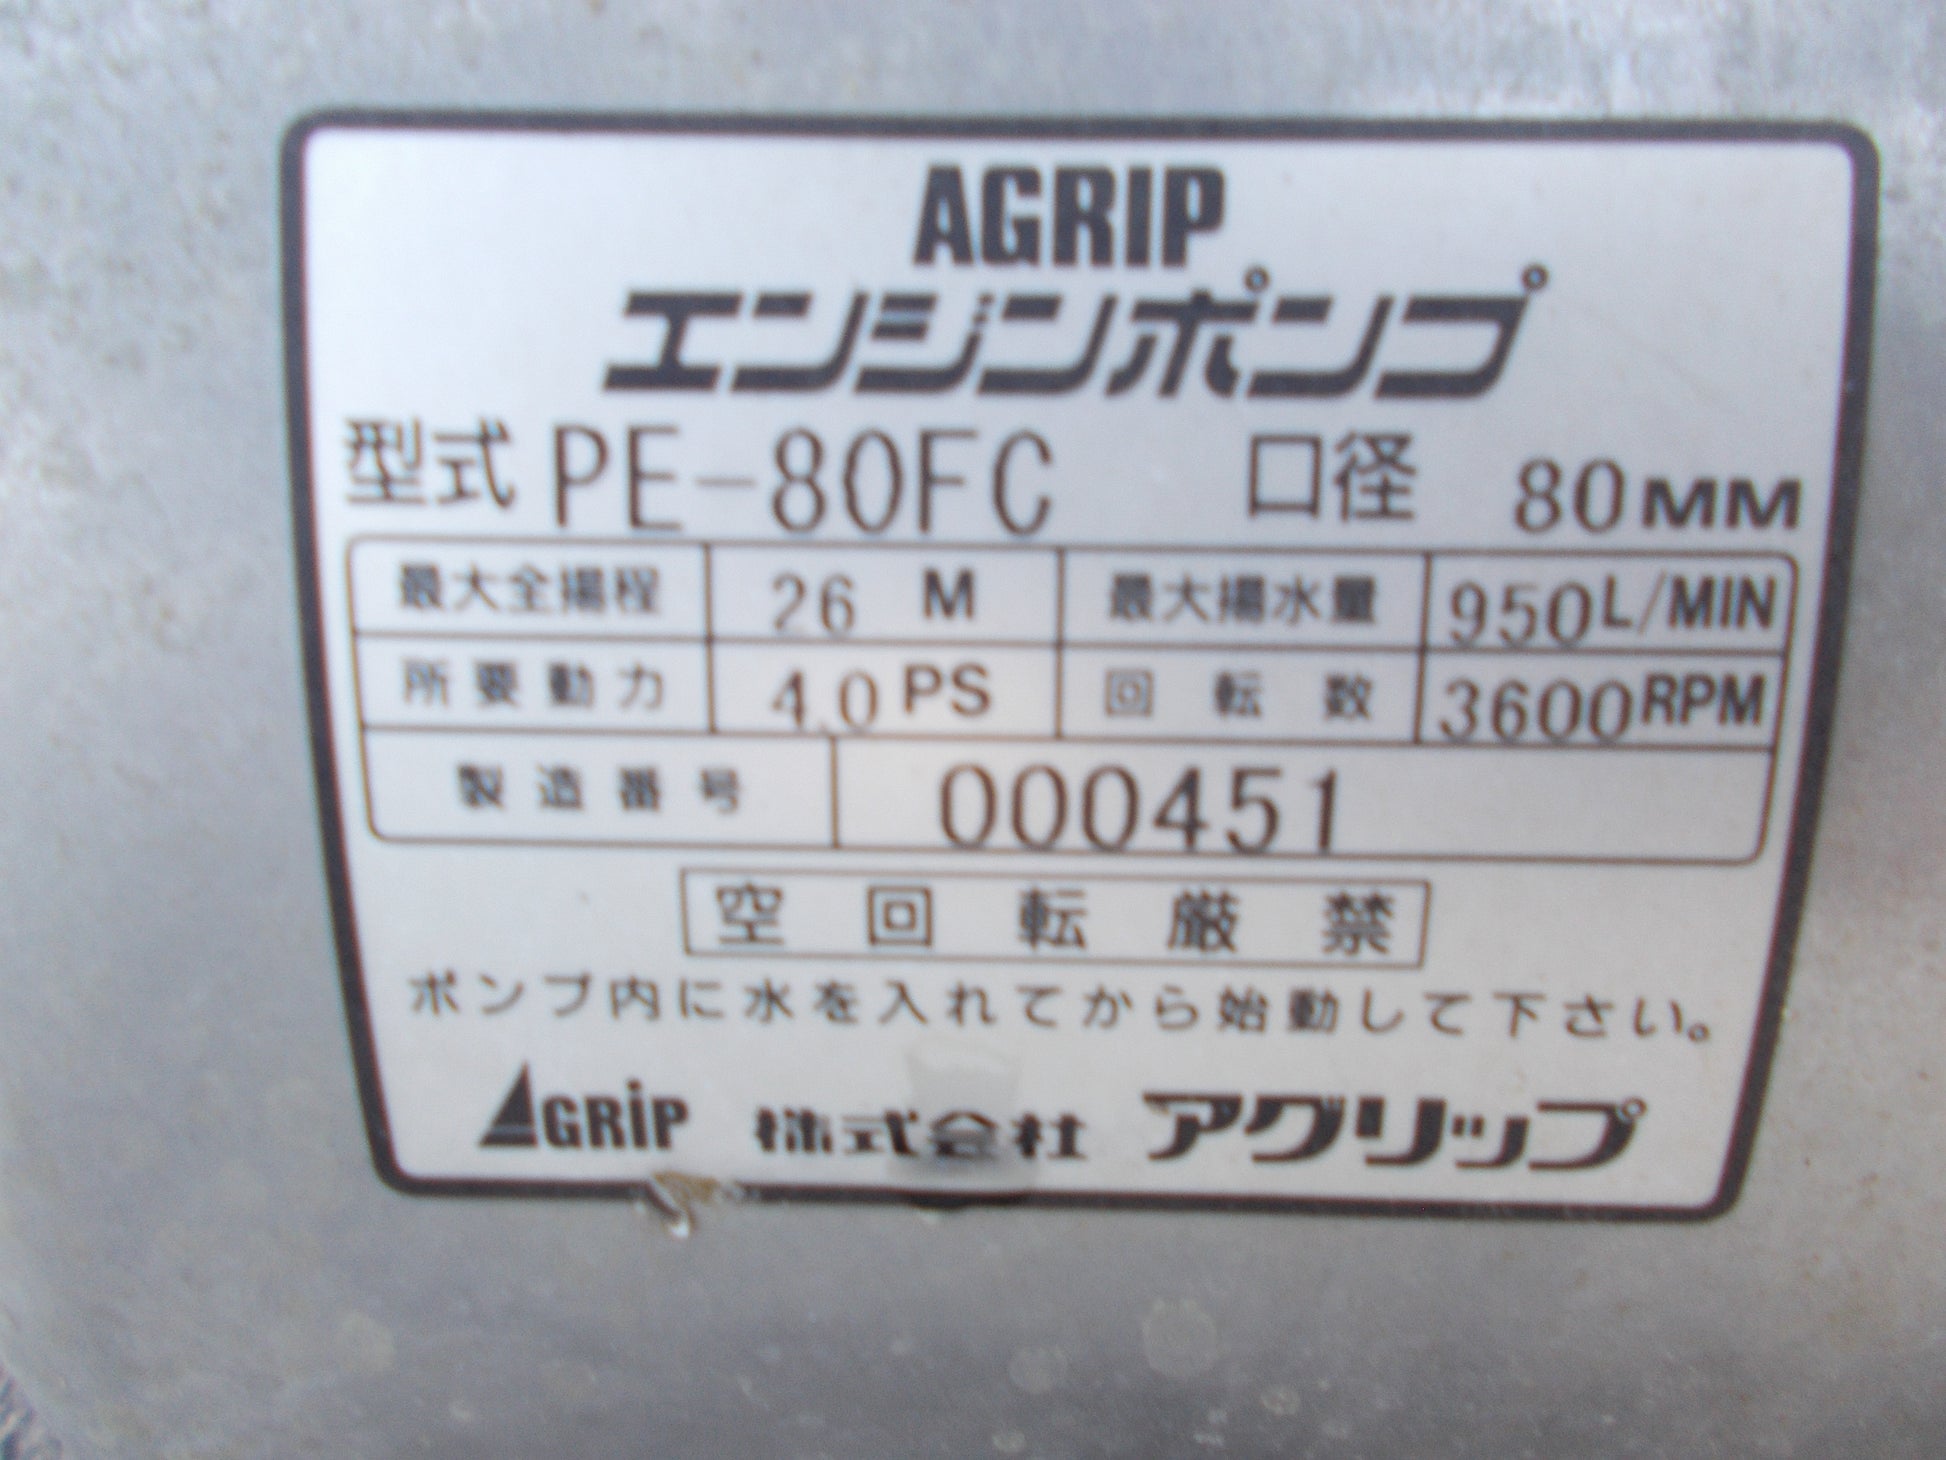 AGRIP
エンジンポンプ
型式 PE-80FC 口径 80MM
最大全揚程 26 M 最大揚水量 950L/MIN
所要動力 4.0PS 回転数 3600RPM
製造番号 000451
空回転厳禁
ポンプ内に水を入れてから始動して下さい。
AGRiP 株式会社 アグリップ